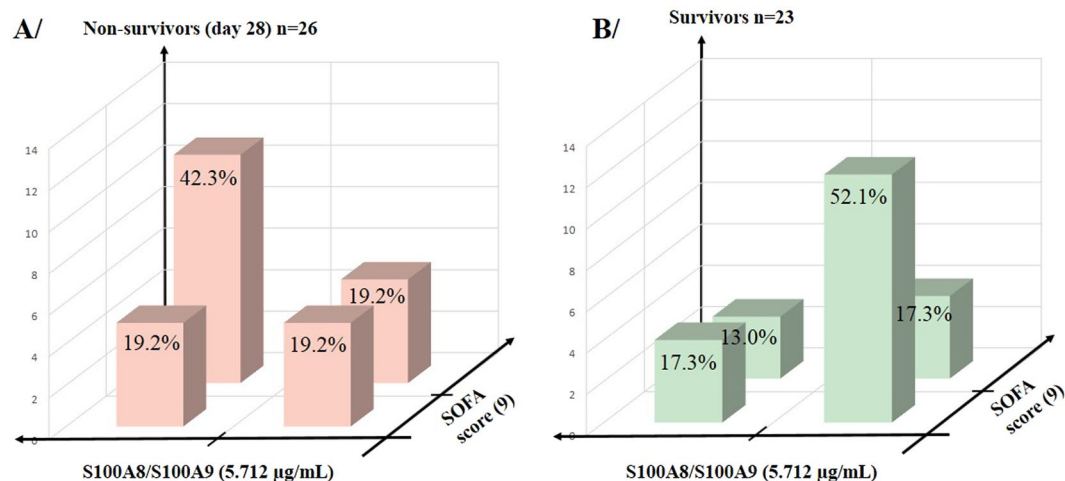 A/
Non-survivors (day 28) n=26
14
12
10
8
6
4
2
0
42.3%
19.2%
19.2%
19.2%
SOFA
score (9)
S100A8/S100A9 (5.712 µg/mL)
B/
Survivors n=23
14
12
10
8
6
4
2
0
52.1%
17.3%
13.0%
17.3%
SOFA
score (9)
S100A8/S100A9 (5.712 µg/mL)